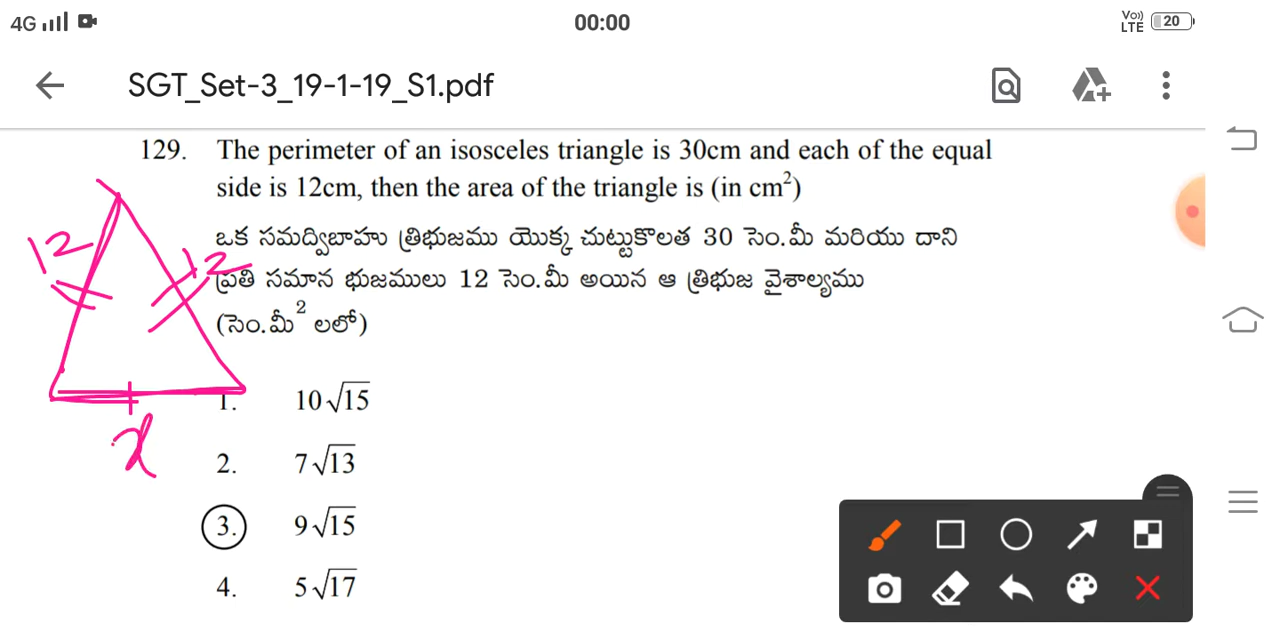 4G 00:00 Vo)) LTE 20
SGT_Set-3_19-1-19_S1.pdf
129. The perimeter of an isosceles triangle is 30cm and each of the equal
side is 12cm, then the area of the triangle is (in cm²)
ఒక సమద్విబాహు త్రిభుజము యొక్క చుట్టుకొలత 30 సెం.మీ మరియు దాని
ప్రతి సమాన భుజములు 12 సెం.మీ అయిన ఆ త్రిభుజ వైశాల్యము
(సెం.మీ² లలో)
12 12
x
1. 10√15
2. 7√13
3. 9√15
4. 5√17